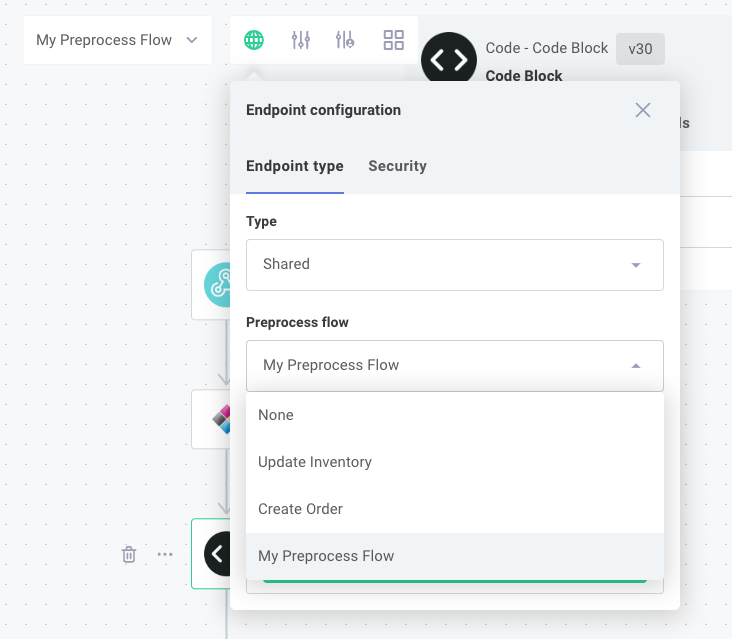 My Preprocess Flow
Code - Code Block
v30
Code Block
Endpoint configuration
ls
Endpoint type
Security
Type
Shared
Preprocess flow
My Preprocess Flow
None
Update Inventory
Create Order
My Preprocess Flow